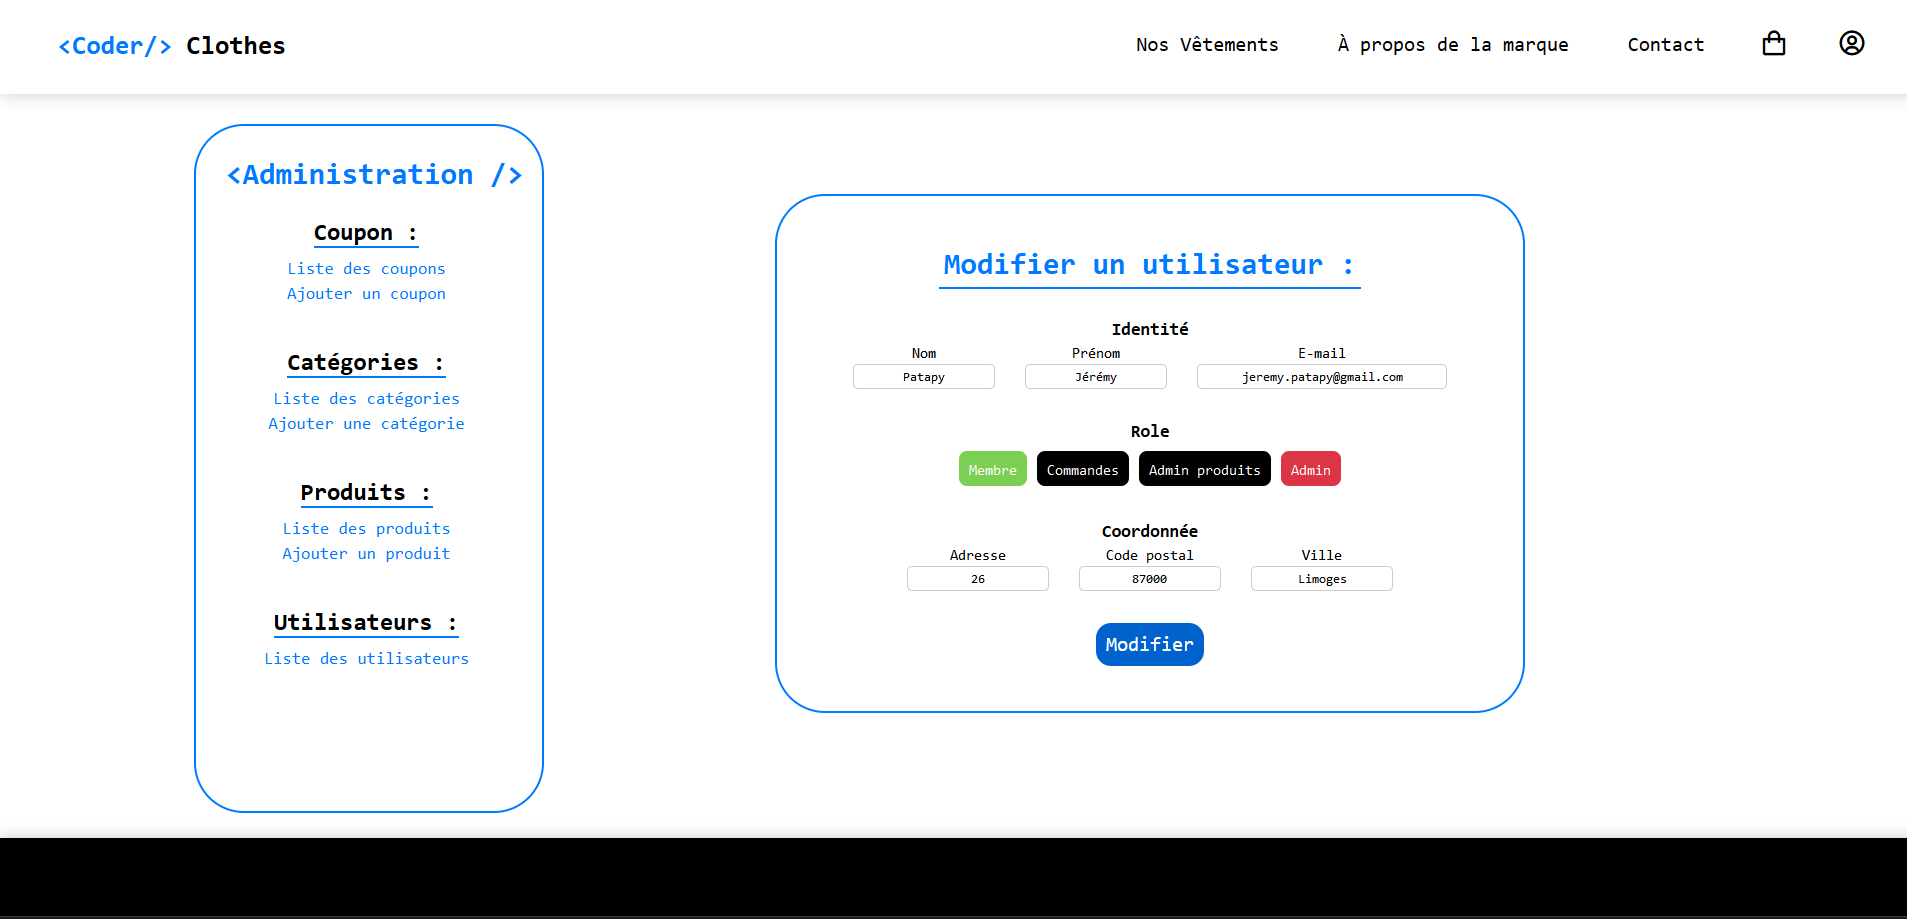 <Coder/> Clothes
Nos Vêtements
À propos de la marque
Contact
<Administration />
Coupon :
Liste des coupons
Ajouter un coupon
Catégories :
Liste des catégories
Ajouter une catégorie
Produits :
Liste des produits
Ajouter un produit
Utilisateurs :
Liste des utilisateurs
Modifier un utilisateur :
Identité
Nom Prénom E-mail
Patapy Jérémy jeremy.patapy@gmail.com
Role
Membre Commandes Admin produits Admin
Coordonnée
Adresse Code postal Ville
26 87000 Limoges
Modifier